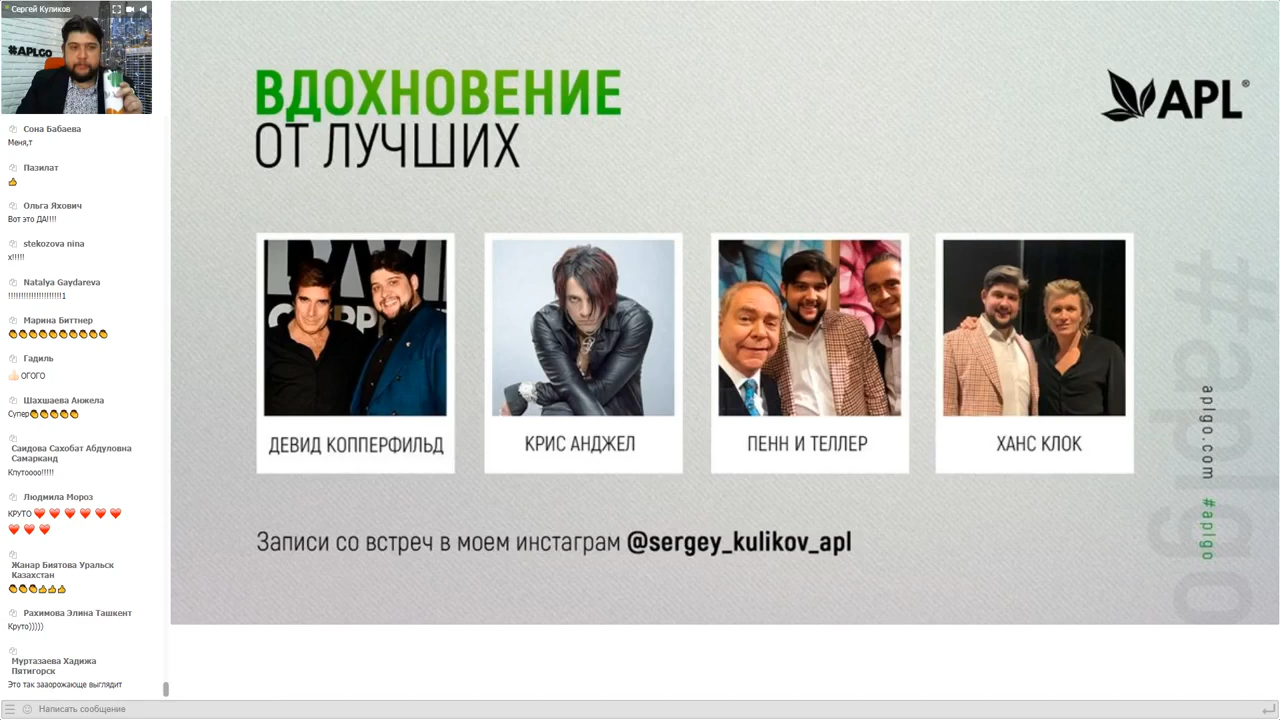 Сергей Куликов
#APLGO
Сона Бабаева
Меня,т
Пазилат
👍
Ольга Яхович
Вот это ДА!!!!
stekozova nina
х!!!!!
Natalya Gaydareva
!!!!!!!!!!!!!!!!!!!!!!1
Марина Биттнер
👏👏👏👏👏👏👏👏👏👏
Гадиль
👍🏻ОГОГО
Шахшаева Анжела
Супер👏👏👏👏👏
Саидова Сахобат Абдуловна
Самарканд
Кпутоооо!!!!!
Людмила Мороз
КРУТО ❤️ ❤️ ❤️ ❤️ ❤️ ❤️
❤️ ❤️ ❤️
Жанар Биятова Уральск
Казахстан
👏👏👏👍👍👍
Рахимова Элина Ташкент
Круто)))))
Муртазаева Хадижа
Пятигорск
Это так зааорожающе выглядит
Написать сообщение
ВДОХНОВЕНИЕ
ОТ ЛУЧШИХ
APL®
ДЕВИД КОППЕРФИЛЬД
КРИС АНДЖЕЛ
ПЕНН И ТЕЛЛЕР
ХАНС КЛОК
Записи со встреч в моем инстаграм @sergey_kulikov_apl
aplgo.com #aplgo